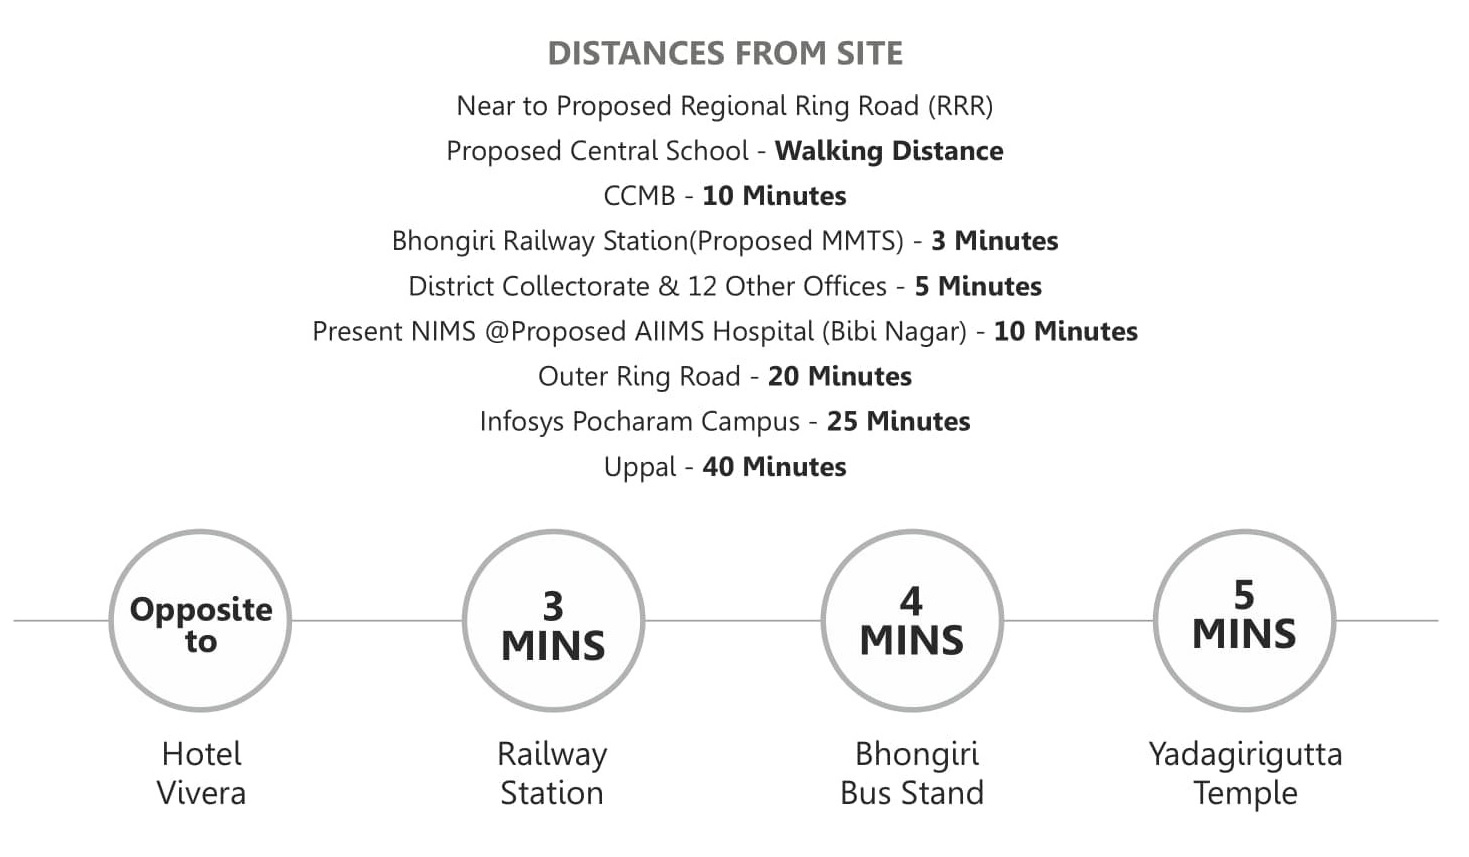 DISTANCES FROM SITE
Near to Proposed Regional Ring Road (RRR)
Proposed Central School - Walking Distance
CCMB - 10 Minutes
Bhongiri Railway Station(Proposed MMTS) - 3 Minutes
District Collectorate & 12 Other Offices - 5 Minutes
Present NIMS @Proposed AIIMS Hospital (Bibi Nagar) - 10 Minutes
Outer Ring Road - 20 Minutes
Infosys Pocharam Campus - 25 Minutes
Uppal - 40 Minutes
Opposite
to
Hotel
Vivera
3
MINS
Railway
Station
4
MINS
Bhongiri
Bus Stand
5
MINS
Yadagirigutta
Temple